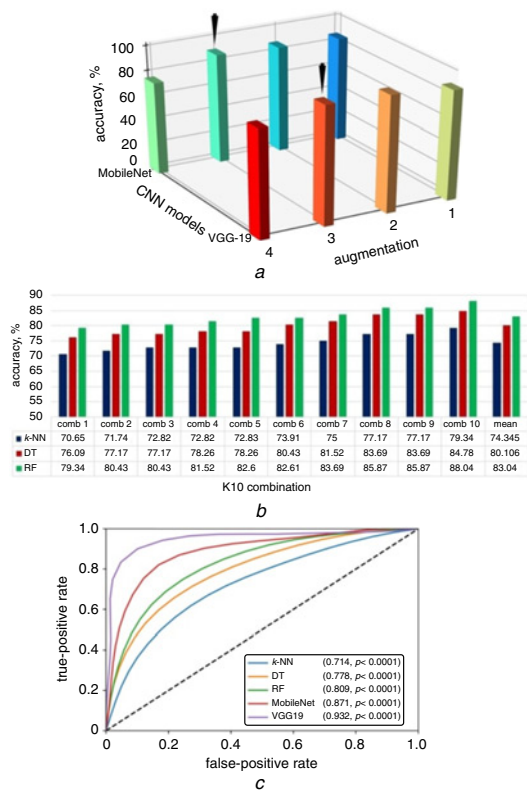 100
80
60
40
20
0
accuracy, %
MobileNet
CNN models
VGG-19
4
3
2
1
augmentation
a
90
85
80
75
70
65
60
55
50
accuracy, %
comb 1 comb 2 comb 3 comb 4 comb 5 comb 6 comb 7 comb 8 comb 9 comb 10 mean
k-NN 70.65 71.74 72.82 72.82 72.83 73.91 75 77.17 77.17 79.34 74.345
DT 76.09 77.17 77.17 78.26 78.26 80.43 81.52 83.69 83.69 84.78 80.106
RF 79.34 80.43 80.43 81.52 82.6 82.61 83.69 85.87 85.87 88.04 83.04
K10 combination
b
1.0
0.8
0.6
0.4
0.2
0
true-positive rate
k-NN (0.714, p< 0.0001)
DT (0.778, p< 0.0001)
RF (0.809, p< 0.0001)
MobileNet (0.871, p< 0.0001)
VGG19 (0.932, p< 0.0001)
0 0.2 0.4 0.6 0.8 1.0
false-positive rate
c